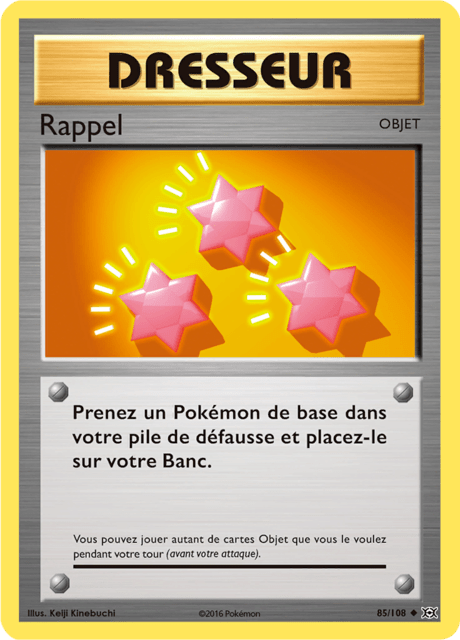 DRESSEUR
Rappel
OBJET
Prenez un Pokémon de base dans
votre pile de défausse et placez-le
sur votre Banc.
Vous pouvez jouer autant de cartes Objet que vous le voulez
pendant votre tour (avant votre attaque).
Illus. Keiji Kinebuchi
©2016 Pokémon
85/108